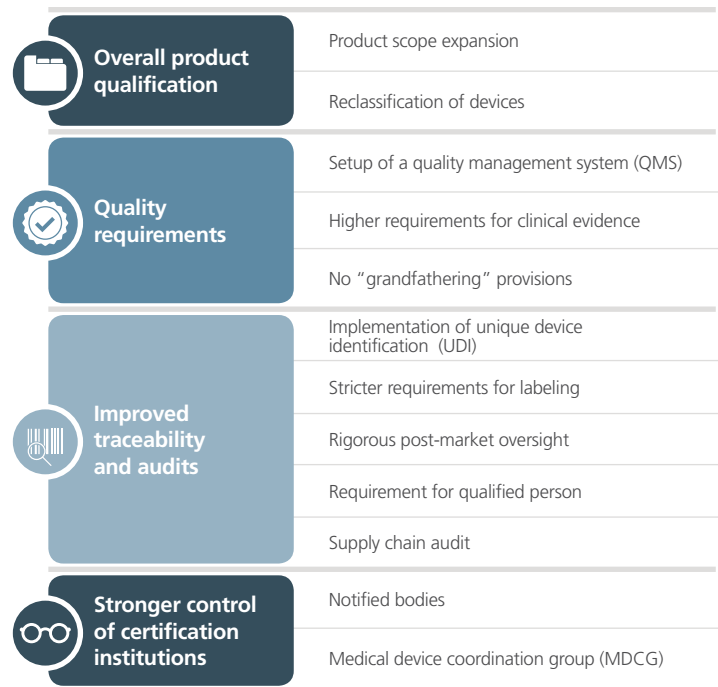 Overall product
qualification
Product scope expansion
Reclassification of devices
Quality
requirements
Setup of a quality management system (QMS)
Higher requirements for clinical evidence
No “grandfathering” provisions
Improved
traceability
and audits
Implementation of unique device
identification (UDI)
Stricter requirements for labeling
Rigorous post-market oversight
Requirement for qualified person
Supply chain audit
Stronger control
of certification
institutions
Notified bodies
Medical device coordination group (MDCG)